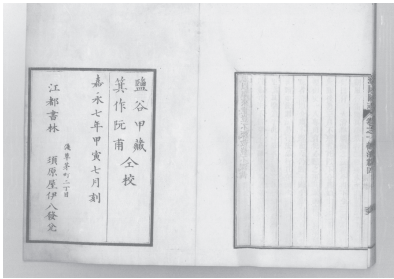 鹽谷甲藏
箕作阮甫 仝校
嘉永七年甲寅七月刻
淺草茅町二丁目
江都書林 須原屋伊八發兌